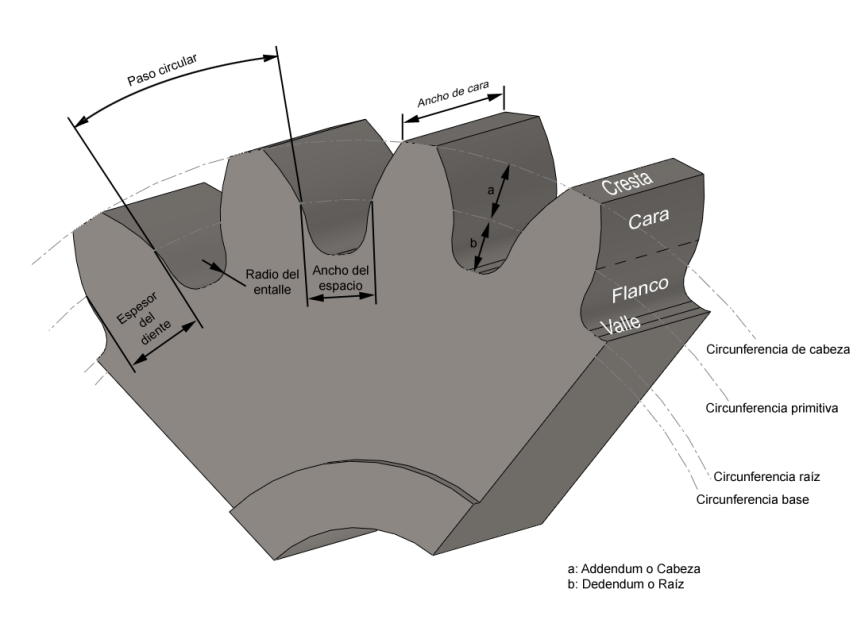 Paso circular
Ancho de cara
a
b
Cresta
Cara
Flanco
Valle
Radio del
entalle
Ancho del
espacio
Espesor
del
diente
Circunferencia de cabeza
Circunferencia primitiva
Circunferencia raíz
Circunferencia base
a: Addendum o Cabeza
b: Dedendum o Raíz